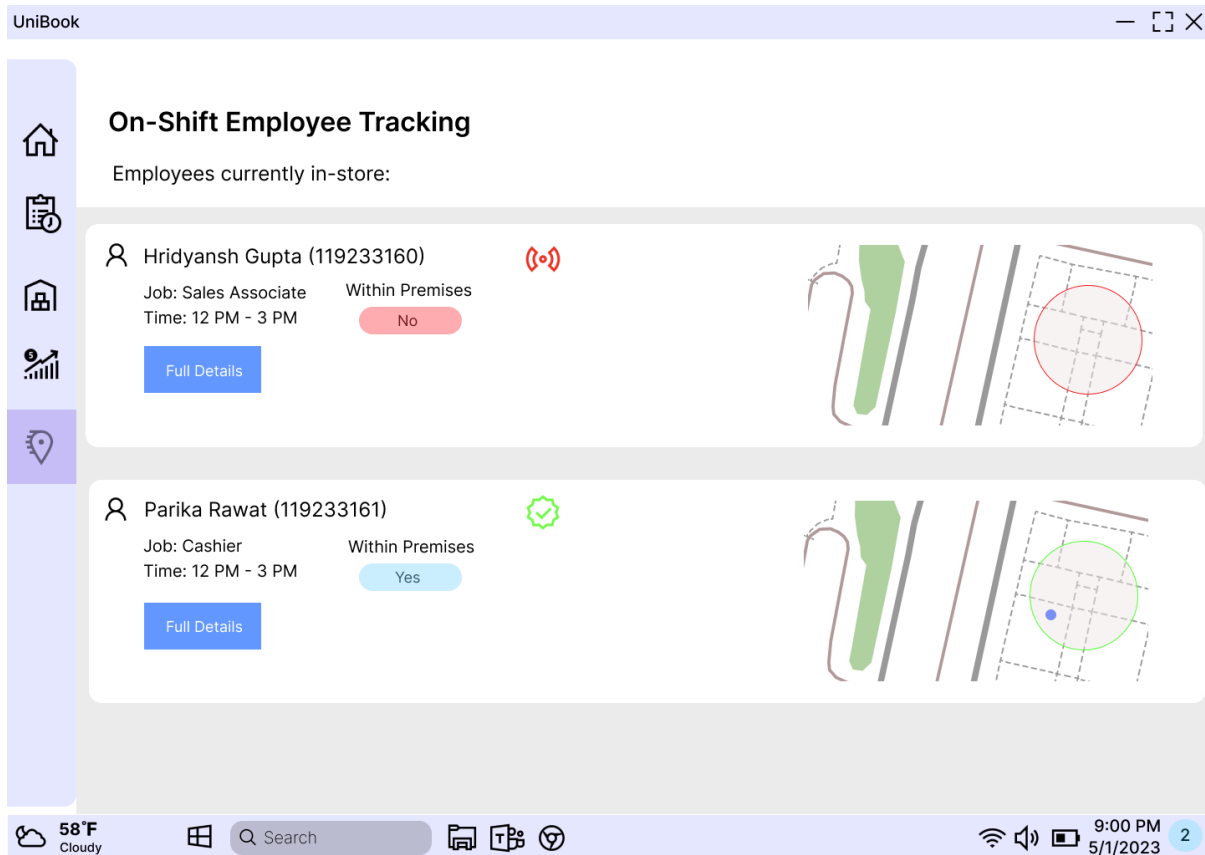 UniBook
On-Shift Employee Tracking
Employees currently in-store:
Hridyansh Gupta (119233160)
Job: Sales Associate
Time: 12 PM - 3 PM
Within Premises
No
Full Details
Parika Rawat (119233161)
Job: Cashier
Time: 12 PM - 3 PM
Within Premises
Yes
Full Details
58°F
Cloudy
Search
T
9:00 PM
5/1/2023
2